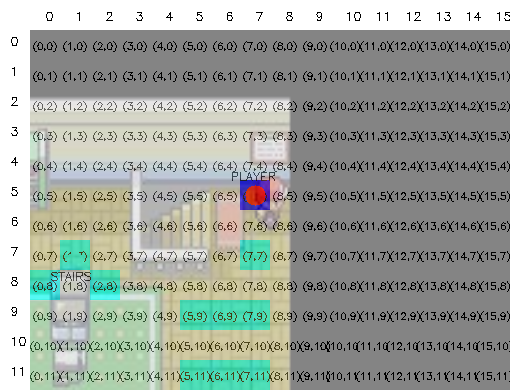 0 1 2 3 4 5 6 7 8 9 10 11 12 13 14 15
0 (0,0) (1,0) (2,0) (3,0) (4,0) (5,0) (6,0) (7,0) (8,0) (9,0) (10,0)(11,0)(12,0)(13,0)(14,0)(15,0)
1 (0,1) (1,1) (2,1) (3,1) (4,1) (5,1) (6,1) (7,1) (8,1) (9,1) (10,1)(11,1)(12,1)(13,1)(14,1)(15,1)
2 (0,2) (1,2) (2,2) (3,2) (4,2) (5,2) (6,2) (7,2) (8,2) (9,2) (10,2)(11,2)(12,2)(13,2)(14,2)(15,2)
3 (0,3) (1,3) (2,3) (3,3) (4,3) (5,3) (6,3) (7,3) (8,3) (9,3) (10,3)(11,3)(12,3)(13,3)(14,3)(15,3)
4 (0,4) (1,4) (2,4) (3,4) (4,4) (5,4) (6,4) (7,4) (8,4) (9,4) (10,4)(11,4)(12,4)(13,4)(14,4)(15,4)
PLAYER
5 (0,5) (1,5) (2,5) (3,5) (4,5) (5,5) (6,5) (8,5) (9,5) (10,5)(11,5)(12,5)(13,5)(14,5)(15,5)
6 (0,6) (1,6) (2,6) (3,6) (4,6) (5,6) (6,6) (7,6) (8,6) (9,6) (10,6)(11,6)(12,6)(13,6)(14,6)(15,6)
7 (0,7) (2,7) (3,7) (4,7) (5,7) (6,7) (7,7) (8,7) (9,7) (10,7)(11,7)(12,7)(13,7)(14,7)(15,7)
STAIRS
8 (0,8) (1,8) (2,8) (3,8) (4,8) (5,8) (6,8) (7,8) (8,8) (9,8) (10,8)(11,8)(12,8)(13,8)(14,8)(15,8)
9 (0,9) (1,9) (2,9) (3,9) (4,9) (5,9) (6,9) (7,9) (8,9) (9,9) (10,9)(11,9)(12,9)(13,9)(14,9)(15,9)
10 (0,10)(1,10)(2,10)(3,10)(4,10)(5,10)(6,10)(7,10)(8,10)(9,10)(10,10)(11,10)(12,10)(13,10)(14,10)(15,10)
11 (0,11)(1,11)(2,11)(3,11)(4,11)(5,11)(6,11)(7,11)(8,11)(9,11)(10,11)(11,11)(12,11)(13,11)(14,11)(15,11)